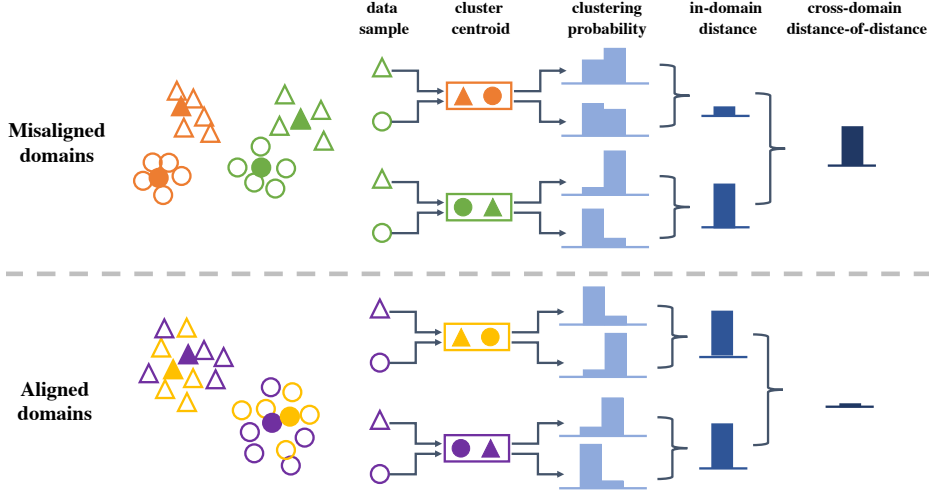 data
sample
cluster
centroid
clustering
probability
in-domain
distance
cross-domain
distance-of-distance
Misaligned
domains
Aligned
domains